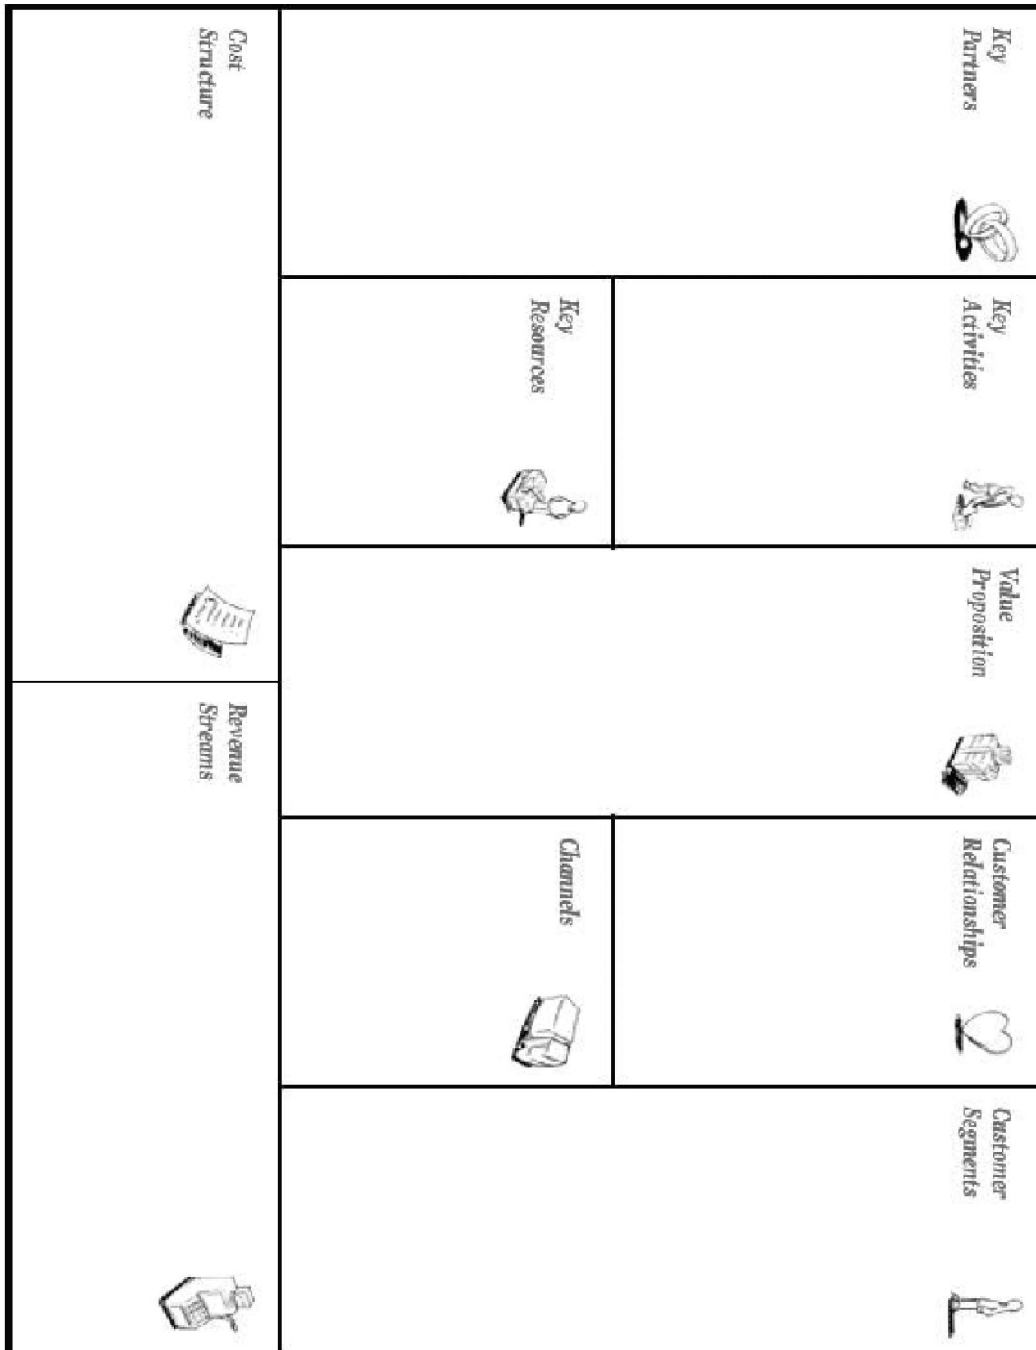 Key
Partners
Key
Activities
Key
Resources
Value
Proposition
Customer
Relationships
Channels
Customer
Segments
Cost
Structure
Revenue
Streams